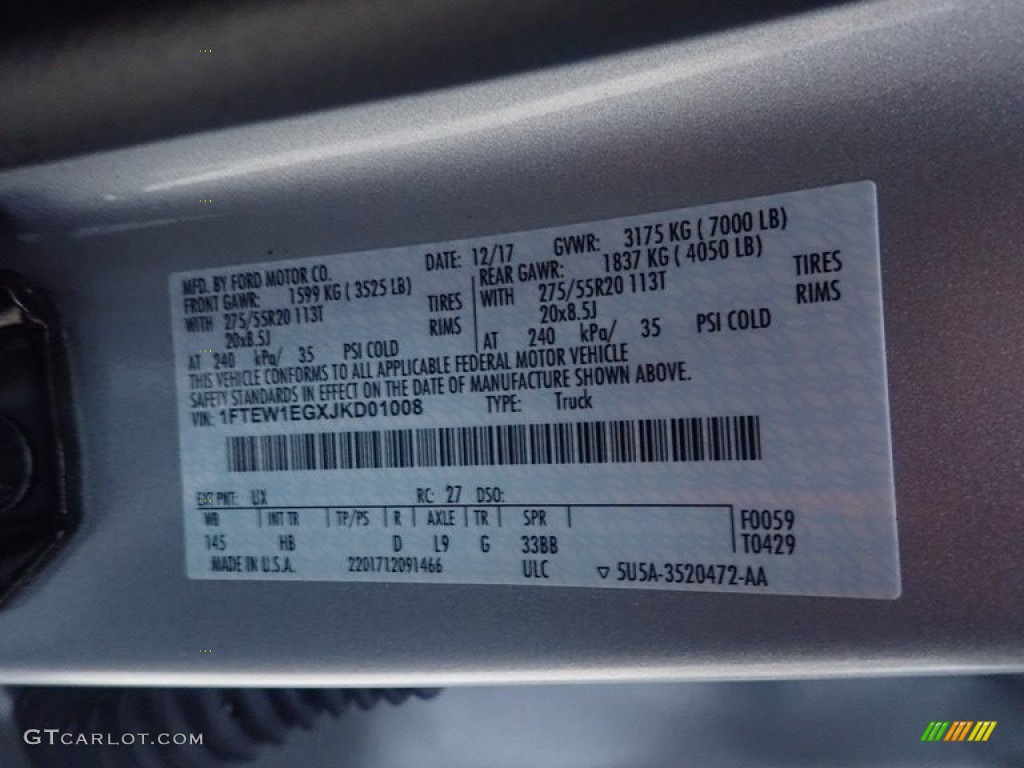 MFD. BY FORD MOTOR CO. DATE: 12/17 GVWR: 3175 KG ( 7000 LB)
FRONT GAWR: 1599 KG ( 3525 LB) REAR GAWR: 1837 KG ( 4050 LB)
WITH 275/55R20 113T TIRES WITH 275/55R20 113T TIRES
20x8.5J RIMS 20x8.5J RIMS
AT 240 kPa/ 35 PSI COLD AT 240 kPa/ 35 PSI COLD
THIS VEHICLE CONFORMS TO ALL APPLICABLE FEDERAL MOTOR VEHICLE
SAFETY STANDARDS IN EFFECT ON THE DATE OF MANUFACTURE SHOWN ABOVE.
VIN: 1FTEW1EGXJKD01008 TYPE: Truck
EXT PNT: UX RC: 27 DSO:
WB INT TR TP/PS R AXLE TR SPR F0059
145 HB D L9 G 33BB T0429
MADE IN U.S.A. 2201712091466 ULC ▽ 5U5A-3520472-AA
GTCARLOT.COM